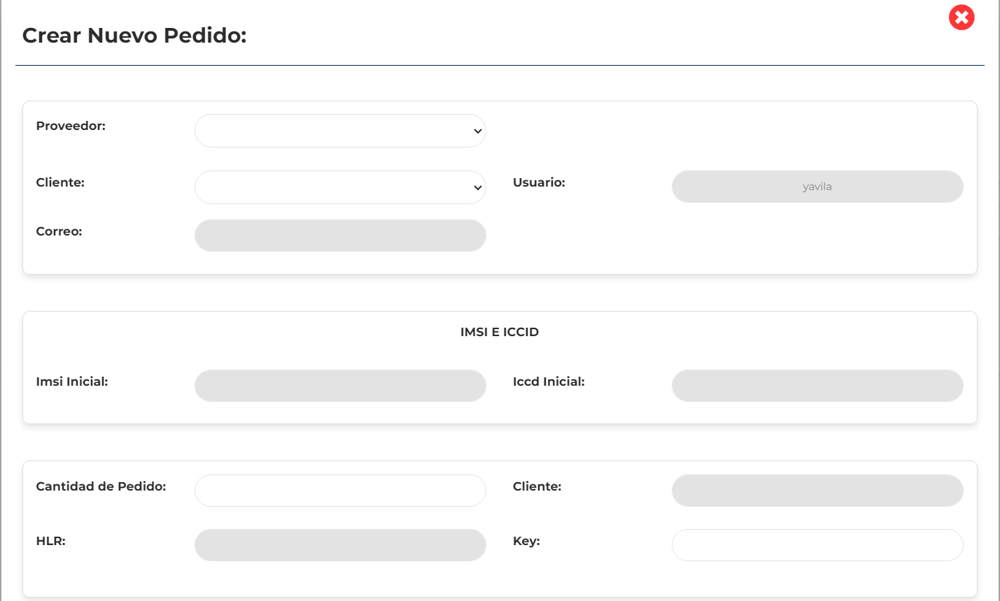 Crear Nuevo Pedido:
Proveedor:
Cliente:
Usuario:
yavila
Correo:
IMSI E ICCID
Imsi Inicial:
Iccd Inicial:
Cantidad de Pedido:
Cliente:
HLR:
Key: